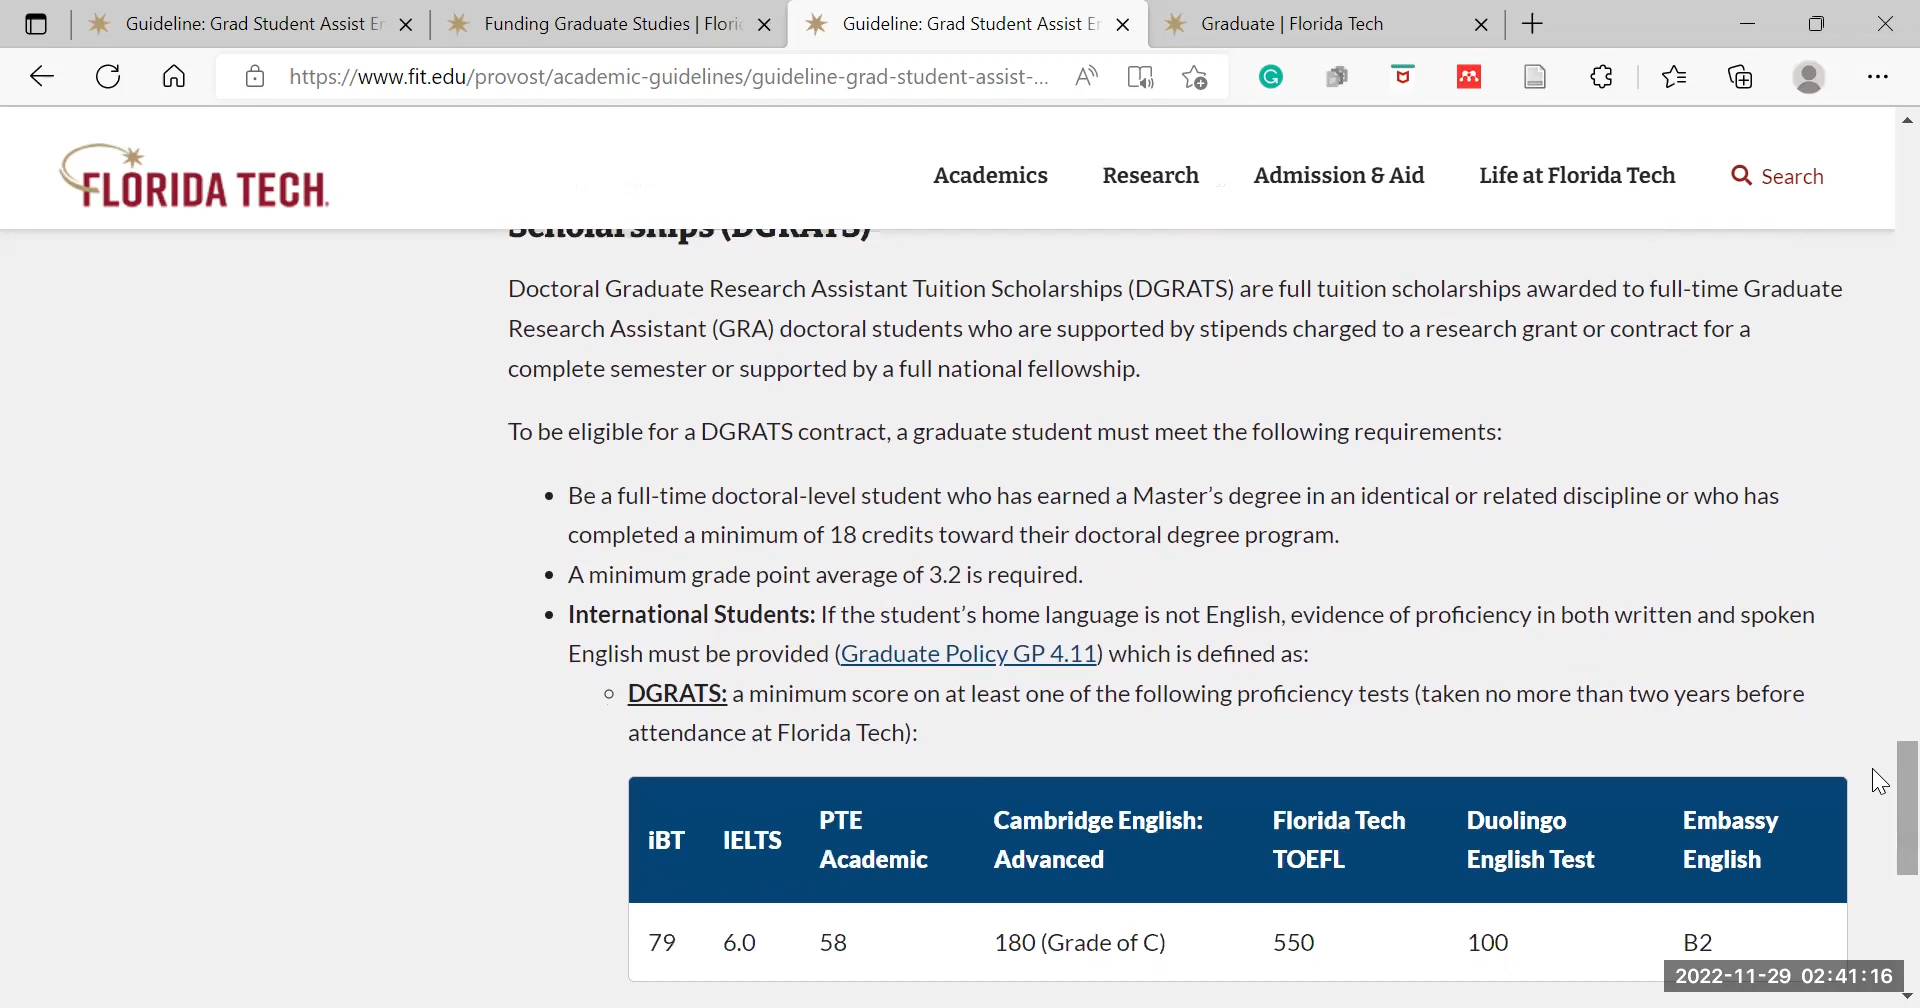 Guideline: Grad Student Assist Er
Funding Graduate Studies | Flori
Guideline: Grad Student Assist Er
Graduate | Florida Tech
https://www.fit.edu/provost/academic-guidelines/guideline-grad-student-assist-...
FLORIDA TECH
Academics
Research
Admission & Aid
Life at Florida Tech
Search
Scholarships (DGRATS)
Doctoral Graduate Research Assistant Tuition Scholarships (DGRATS) are full tuition scholarships awarded to full-time Graduate
Research Assistant (GRA) doctoral students who are supported by stipends charged to a research grant or contract for a
complete semester or supported by a full national fellowship.
To be eligible for a DGRATS contract, a graduate student must meet the following requirements:
• Be a full-time doctoral-level student who has earned a Master's degree in an identical or related discipline or who has
completed a minimum of 18 credits toward their doctoral degree program.
• A minimum grade point average of 3.2 is required.
• International Students: If the student's home language is not English, evidence of proficiency in both written and spoken
English must be provided (Graduate Policy GP 4.11) which is defined as:
○ DGRATS: a minimum score on at least one of the following proficiency tests (taken no more than two years before
attendance at Florida Tech):
iBT IELTS PTE Academic Cambridge English: Advanced Florida Tech TOEFL Duolingo English Test Embassy English
79 6.0 58 180 (Grade of C) 550 100 B2
2022-11-29 02:41:16